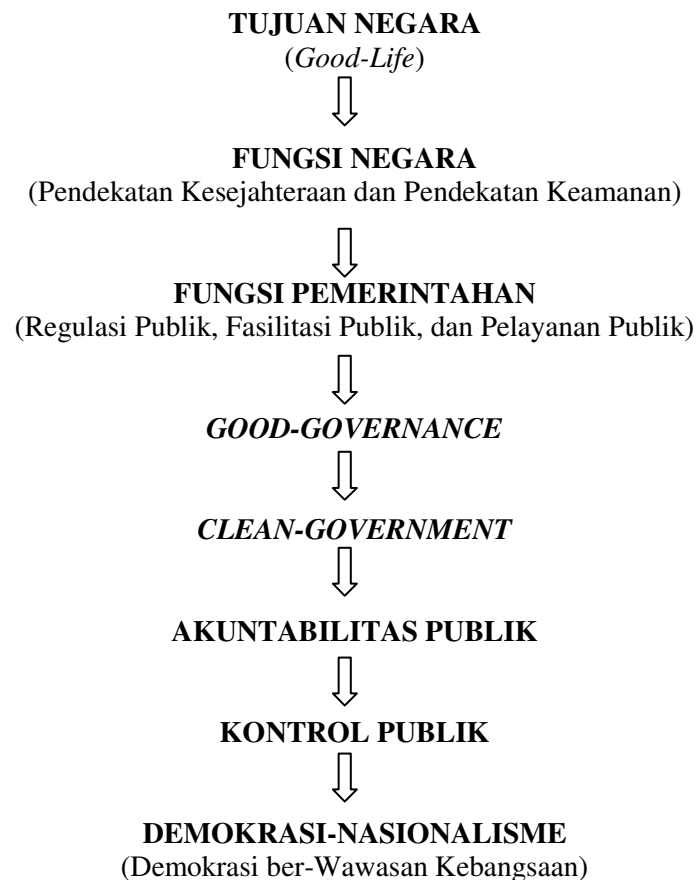 TUJUAN NEGARA
(Good-Life)
FUNGSI NEGARA
(Pendekatan Kesejahteraan dan Pendekatan Keamanan)
FUNGSI PEMERINTAHAN
(Regulasi Publik, Fasilitasi Publik, dan Pelayanan Publik)
GOOD-GOVERNANCE
CLEAN-GOVERNMENT
AKUNTABILITAS PUBLIK
KONTROL PUBLIK
DEMOKRASI-NASIONALISME
(Demokrasi ber-Wawasan Kebangsaan)